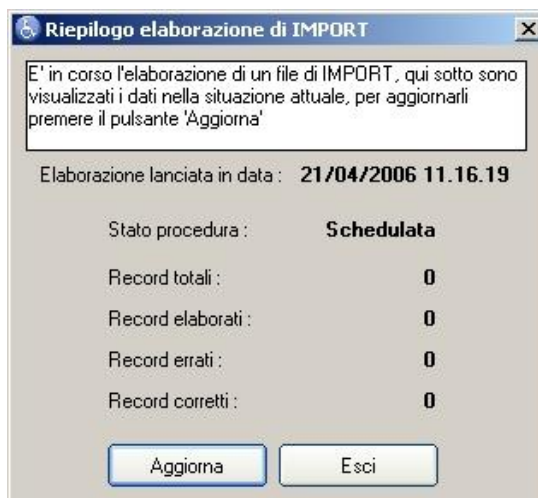 Riepilogo elaborazione di IMPORT
E' in corso l'elaborazione di un file di IMPORT, qui sotto sono
visualizzati i dati nella situazione attuale, per aggiornarli
premere il pulsante 'Aggiorna'
Elaborazione lanciata in data : 21/04/2006 11.16.19
Stato procedura : Schedulata
Record totali : 0
Record elaborati : 0
Record errati : 0
Record corretti : 0
Aggiorna Esci